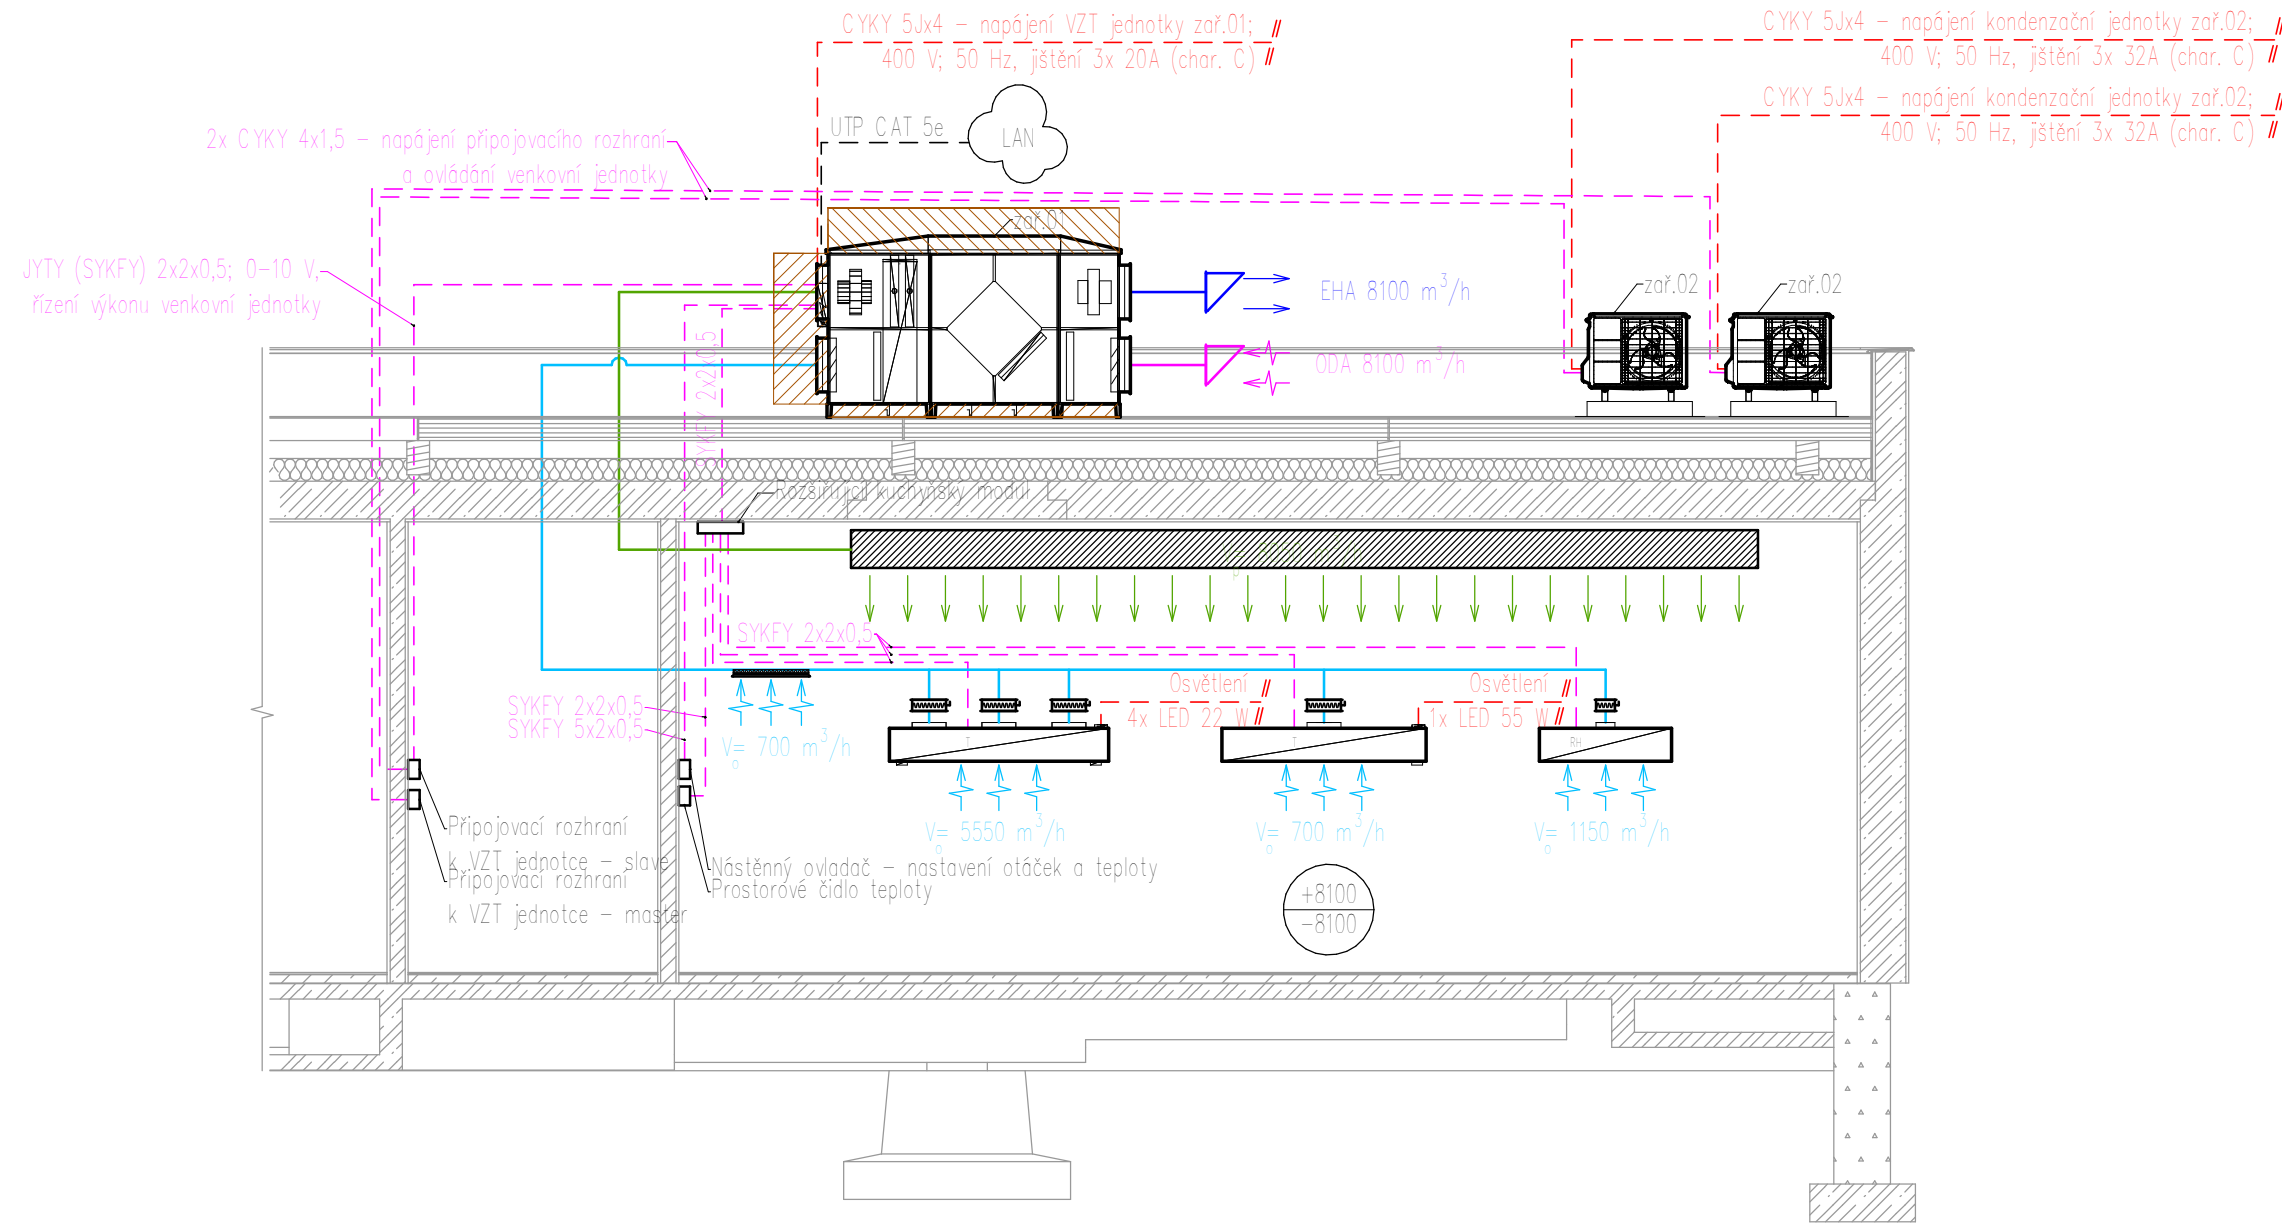 CYKY 5Jx4 – napájení VZT jednotky zař.01;
400 V; 50 Hz, jištění 3x 20A (char. C)
CYKY 5Jx4 – napájení kondenzační jednotky zař.02;
400 V; 50 Hz, jištění 3x 32A (char. C)
CYKY 5Jx4 – napájení kondenzační jednotky zař.02;
400 V; 50 Hz, jištění 3x 32A (char. C)
UTP CAT 5e
LAN
2x CYKY 4x1,5 – napájení připojovacího rozhraní
a ovládání venkovní jednotky
zař.01
JYTY (SYKFY) 2x2x0,5; 0–10 V,
řízení výkonu venkovní jednotky
EHA 8100 m³/h
ODA 8100 m³/h
zař.02
zař.02
SYKFY 2x2x0,5
Rozšiřující kuchyňský modul
SYKFY 2x2x0,5
Osvětlení
4x LED 22 W
Osvětlení
1x LED 55 W
SYKFY 2x2x0,5
SYKFY 5x2x0,5
T
T
RH
Vo= 700 m³/h
Vo= 5550 m³/h
Vo= 700 m³/h
Vo= 1150 m³/h
Připojovací rozhraní
k VZT jednotce – slave
Připojovací rozhraní
k VZT jednotce – master
Nástěnný ovladač – nastavení otáček a teploty
Prostorové čidlo teploty
+8100
–8100